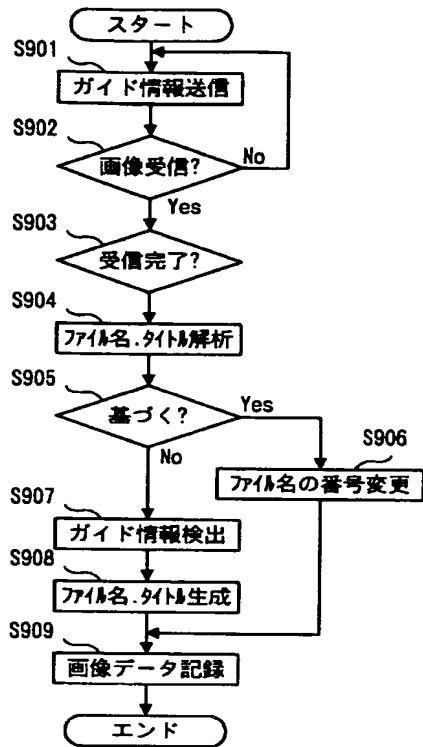 スタート
S901
ガイド情報送信
S902
画像受信?
No
Yes
S903
受信完了?
S904
ファイル名.タイトル解析
S905
基づく?
Yes
No
S906
ファイル名の番号変更
S907
ガイド情報検出
S908
ファイル名.タイトル生成
S909
画像データ記録
エンド